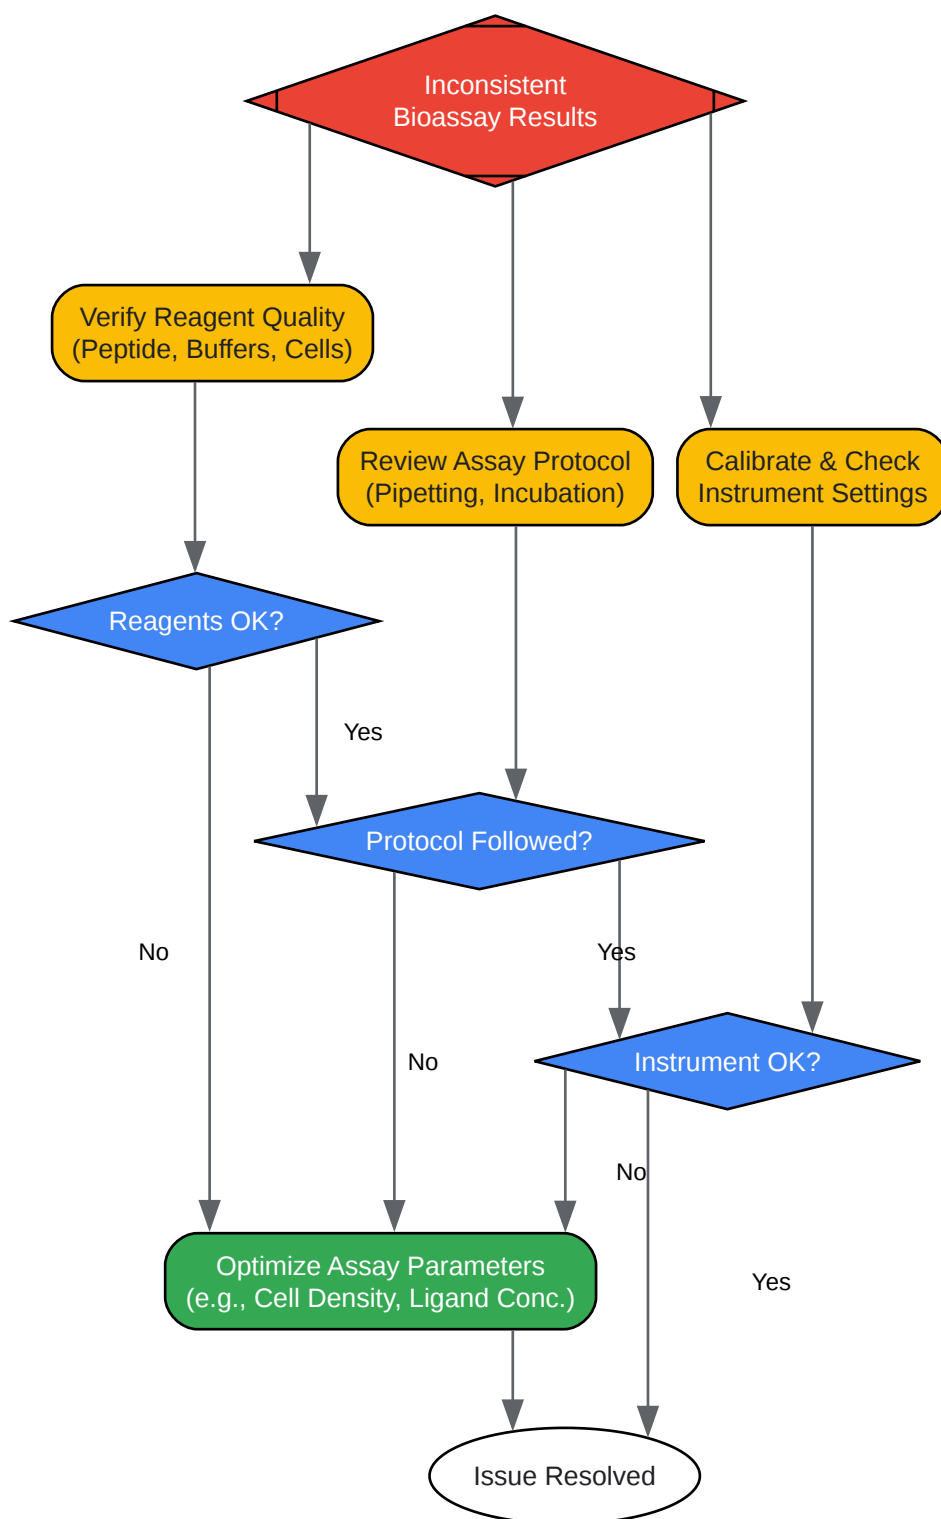 Inconsistent
Bioassay Results
Verify Reagent Quality
(Peptide, Buffers, Cells)
Review Assay Protocol
(Pipetting, Incubation)
Calibrate & Check
Instrument Settings
Reagents OK?
Yes
Protocol Followed?
No
Yes
Instrument OK?
No
No
Optimize Assay Parameters
(e.g., Cell Density, Ligand Conc.)
Yes
Issue Resolved